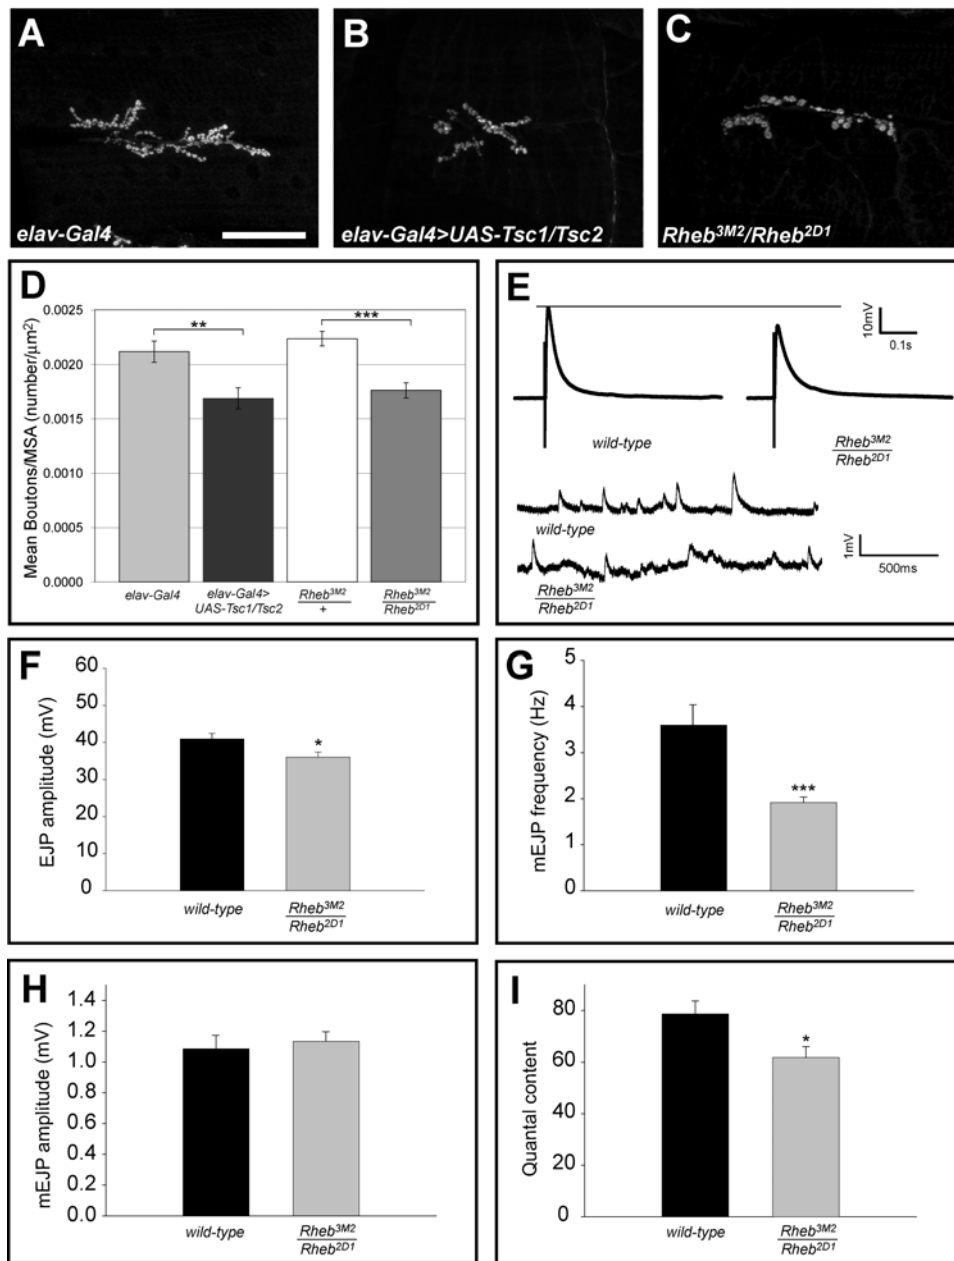 A
elav-Gal4
B
elav-Gal4>UAS-Tsc1/Tsc2
C
Rheb3M2/Rheb2D1
D
Mean Boutons/MSA (number/µm2)
0.0025
0.0020
0.0015
0.0010
0.0005
0.0000
**
***
elav-Gal4
elav-Gal4>
UAS-Tsc1/Tsc2
Rheb3M2
+
Rheb3M2
Rheb2D1
E
10mV
0.1s
wild-type
Rheb3M2
Rheb2D1
wild-type
1mV
500ms
Rheb3M2
Rheb2D1
F
EJP amplitude (mV)
60
50
40
30
20
10
0
*
wild-type
Rheb3M2
Rheb2D1
G
mEJP frequency (Hz)
5
4
3
2
1
0
***
wild-type
Rheb3M2
Rheb2D1
H
mEJP amplitude (mV)
1.4
1.2
1.0
0.8
0.6
0.4
0.2
0.0
wild-type
Rheb3M2
Rheb2D1
I
Quantal content
80
60
40
20
0
*
wild-type
Rheb3M2
Rheb2D1